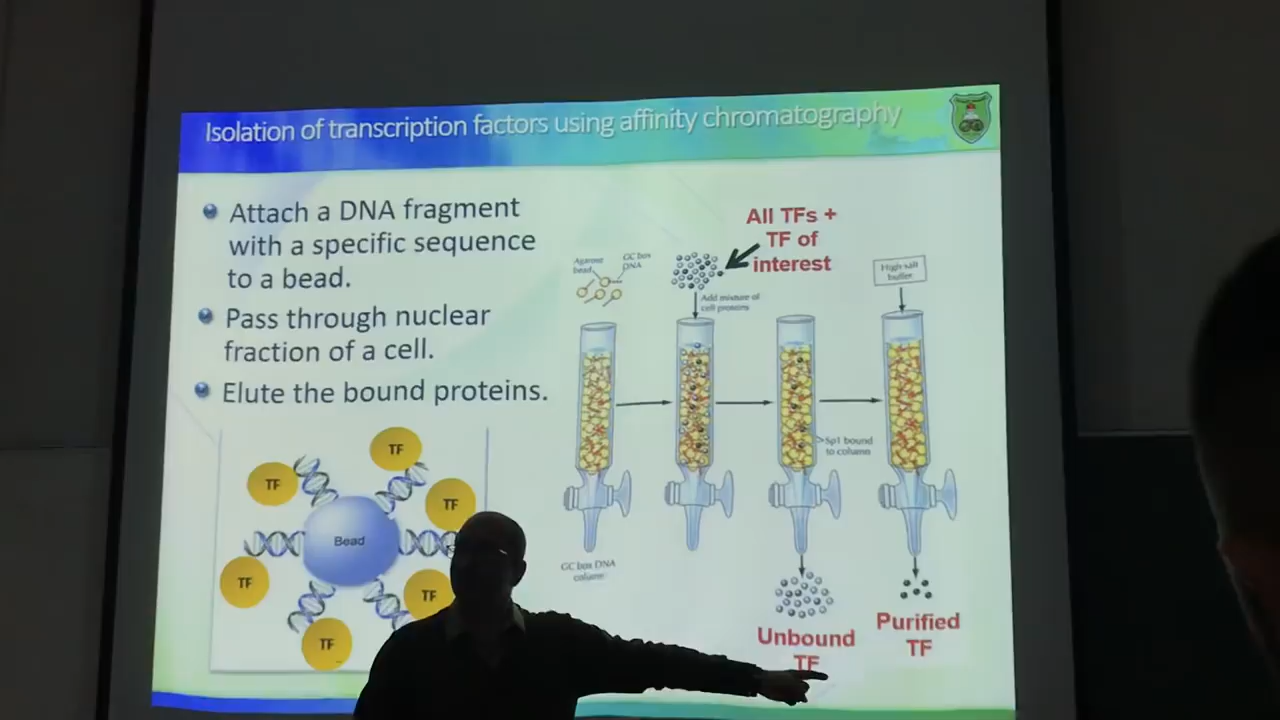 Isolation of transcription factors using affinity chromatography
Attach a DNA fragment
with a specific sequence
to a bead.
Pass through nuclear
fraction of a cell.
Elute the bound proteins.
TF
TF
TF
Bead
TF
TF
TF
All TFs +
TF of
interest
Agarose
bead
GC box
DNA
Add mixture of
cell proteins
High-salt
buffer
Sp1 bound
to column
GC box DNA
column
Unbound
TF
Purified
TF